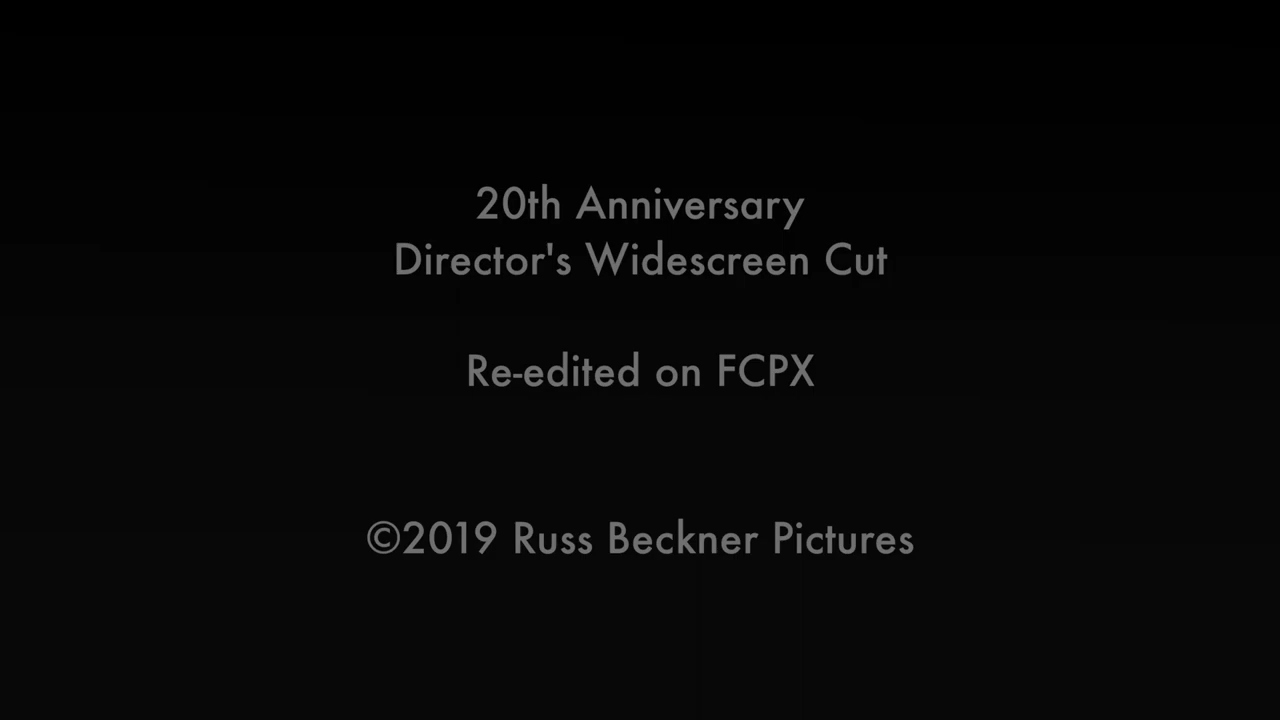 20th Anniversary
Director's Widescreen Cut
Re-edited on FCPX
©2019 Russ Beckner Pictures